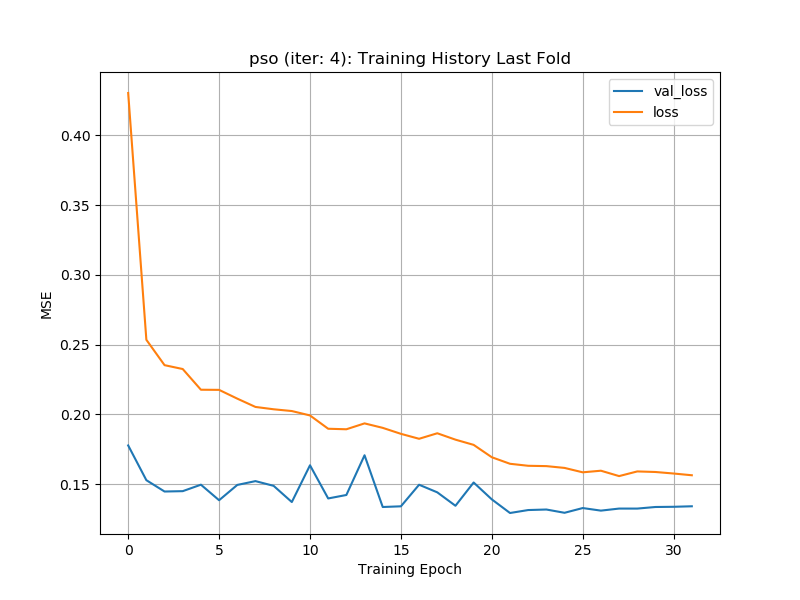 pso (iter: 4): Training History Last Fold
val_loss
loss
0.40
0.35
0.30
0.25
0.20
0.15
MSE
0 5 10 15 20 25 30
Training Epoch